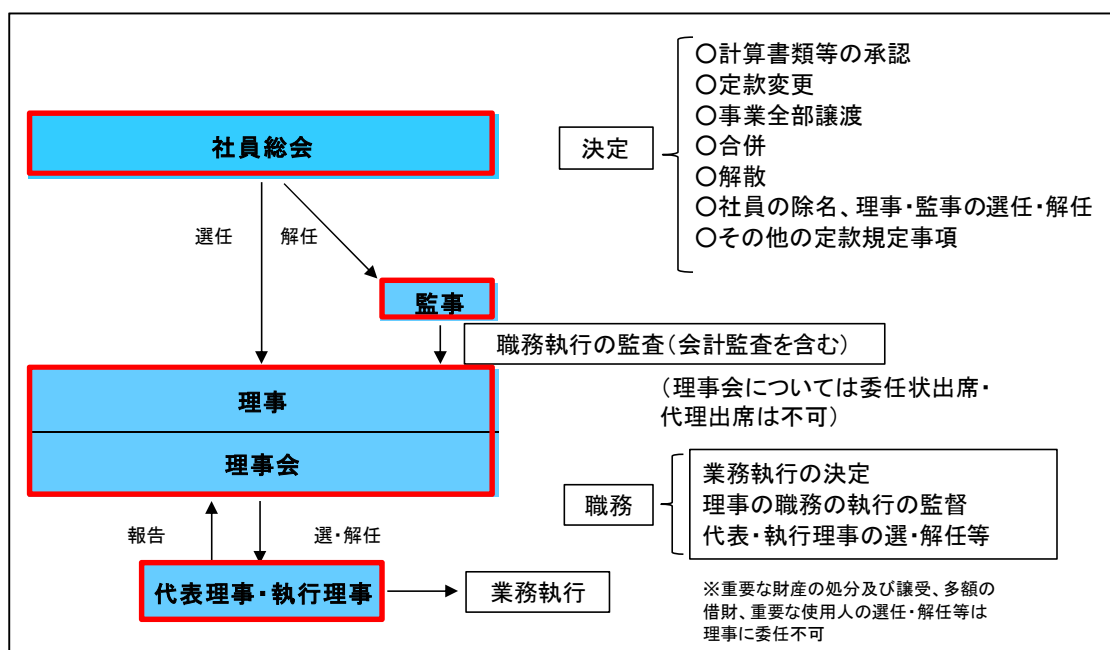 社員総会
決定
○計算書類等の承認
○定款変更
○事業全部譲渡
○合併
○解散
○社員の除名、理事・監事の選任・解任
○その他の定款規定事項
選任
解任
監事
職務執行の監査(会計監査を含む)
理事
(理事会については委任状出席・
代理出席は不可)
理事会
職務
業務執行の決定
理事の職務の執行の監督
代表・執行理事の選・解任等
報告
選・解任
代表理事・執行理事
業務執行
※重要な財産の処分及び譲受、多額の
借財、重要な使用人の選任・解任等は
理事に委任不可